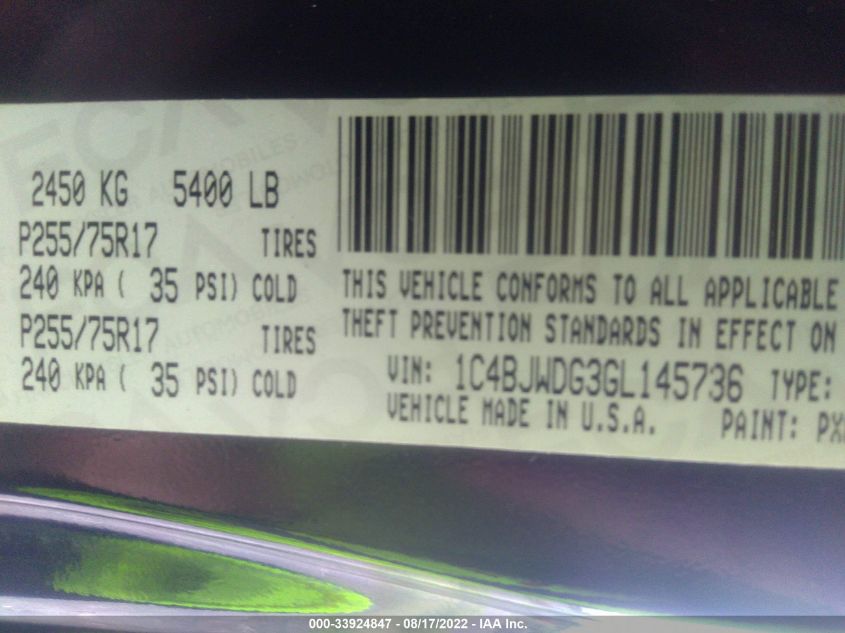 2450 KG 5400 LB
P255/75R17 TIRES
240 KPA ( 35 PSI) COLD
P255/75R17 TIRES
240 KPA ( 35 PSI) COLD
THIS VEHICLE CONFORMS TO ALL APPLICABLE
THEFT PREVENTION STANDARDS IN EFFECT ON
VIN: 1C4BJWDG3GL145736 TYPE:
VEHICLE MADE IN U.S.A. PAINT:
000-33924847 - 08/17/2022 - IAA Inc.